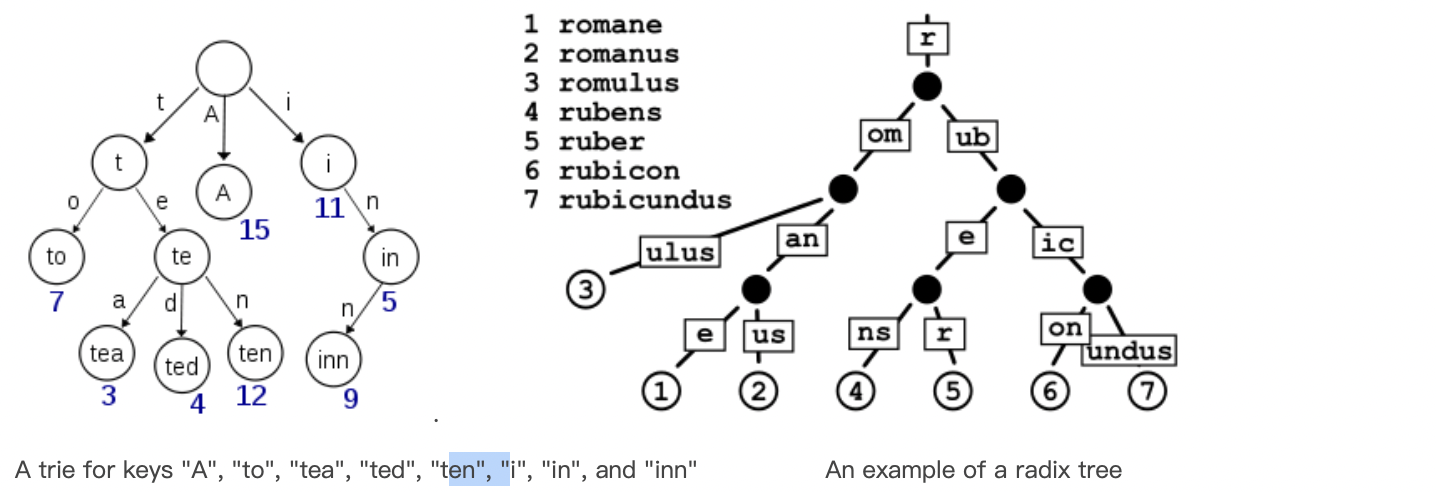 t
A
i
t
A
i
15
11
o
e
n
to
te
in
7
5
a
d
n
n
tea
ted
ten
inn
3
4
12
9
.
A trie for keys "A", "to", "tea", "ted", "ten", "i", "in", and "inn"
1 romane
2 romanus
3 romulus
4 rubens
5 ruber
6 rubicon
7 rubicundus
r
om
ub
ulus
an
e
ic
3
e
us
ns
r
on
undus
1
2
4
5
6
7
An example of a radix tree